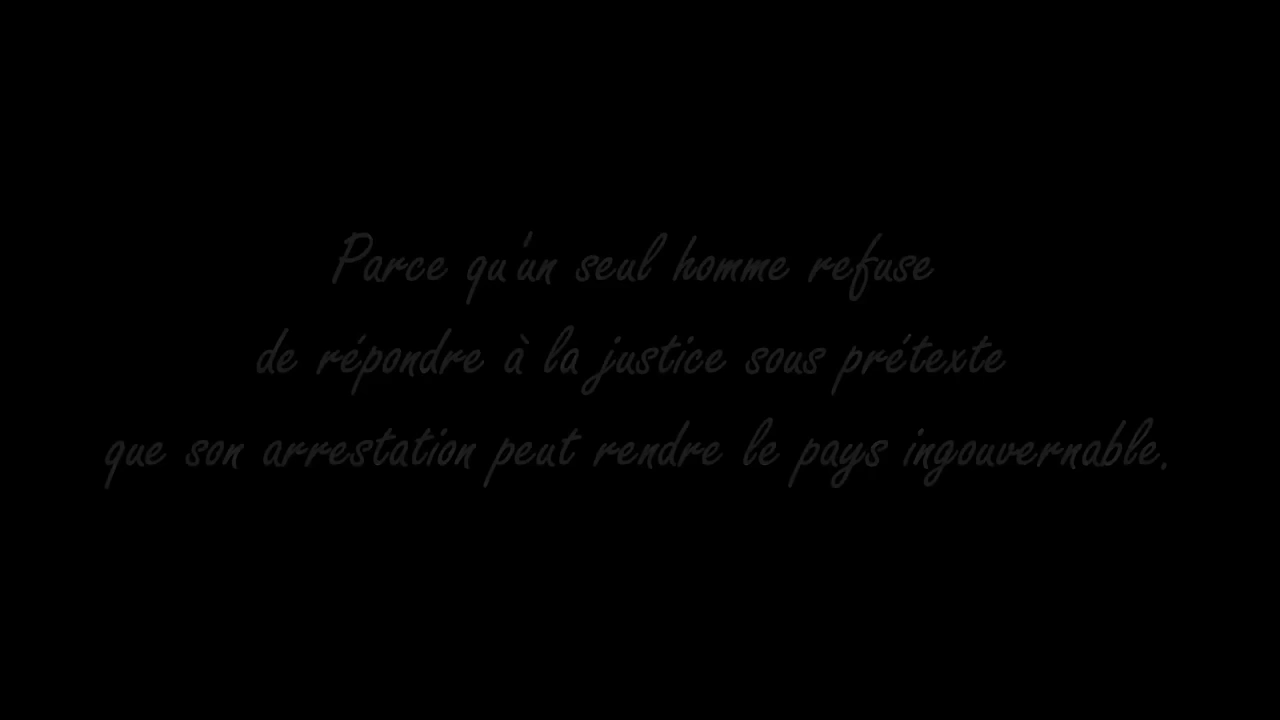 Parce qu'un seul homme refuse
de répondre à la justice sous prétexte
que son arrestation peut rendre le pays ingouvernable.